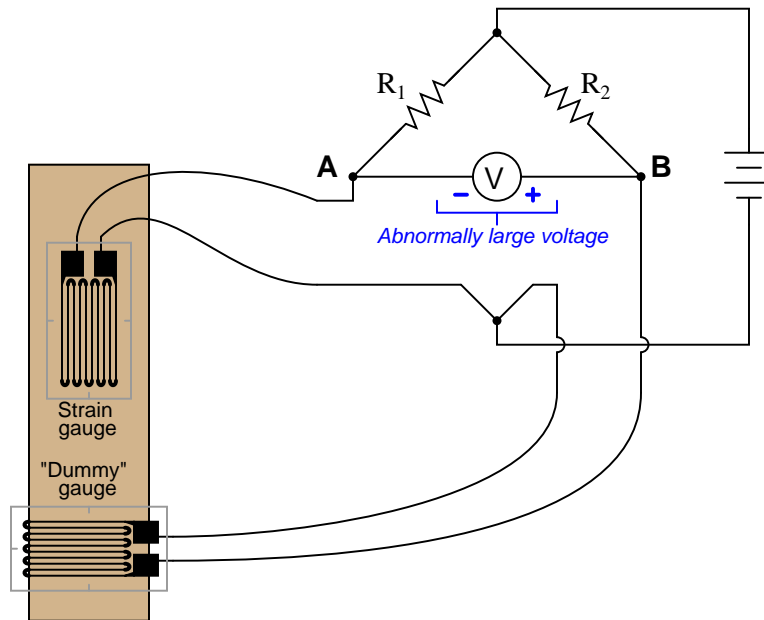 R1
R2
A
V
B
− +
Abnormally large voltage
Strain
gauge
"Dummy"
gauge